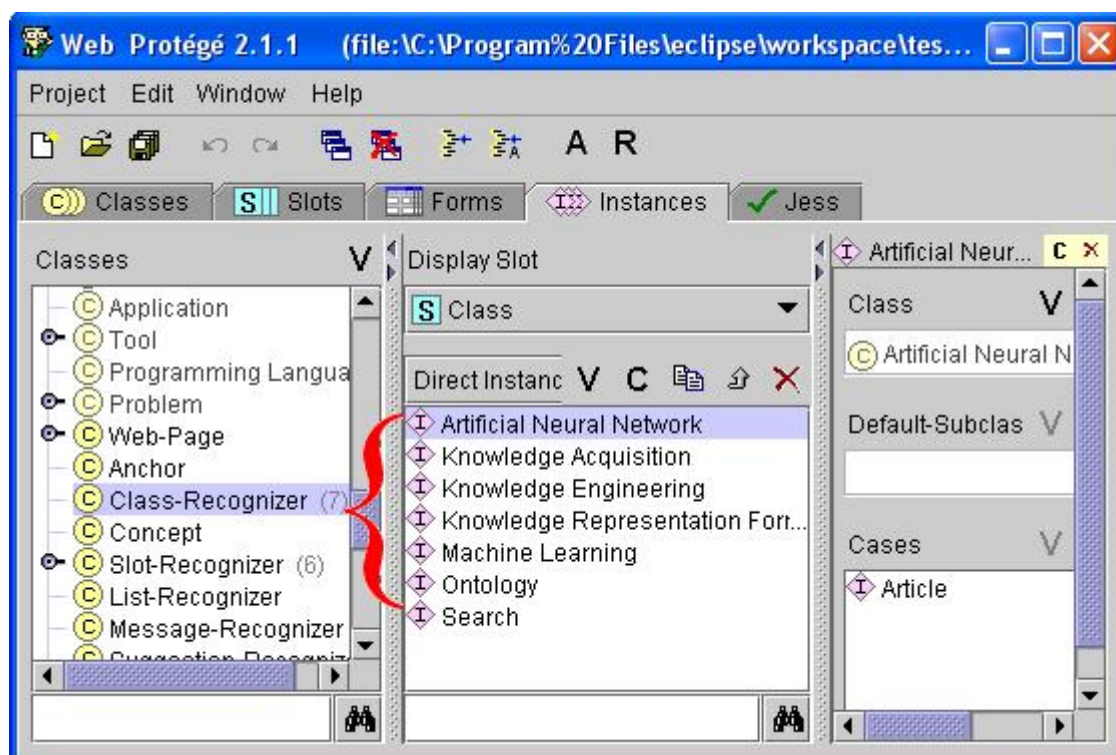 Web Protégé 2.1.1 (file:\C:\Program%20Files\eclipse\workspace\tes...
Project Edit Window Help
A R
C Classes S Slots Forms I Instances Jess
Classes V
C Application
C Tool
C Programming Langua
C Problem
C Web-Page
C Anchor
C Class-Recognizer (7)
C Concept
C Slot-Recognizer (6)
C List-Recognizer
C Message-Recognizer
C Suggestion-Recogniz
Display Slot
S Class
Direct Instanc V C
I Artificial Neural Network
I Knowledge Acquisition
I Knowledge Engineering
I Knowledge Representation Forr...
I Machine Learning
I Ontology
I Search
I Artificial Neur... C
Class V
C Artificial Neural N
Default-Subclas V
Cases V
I Article